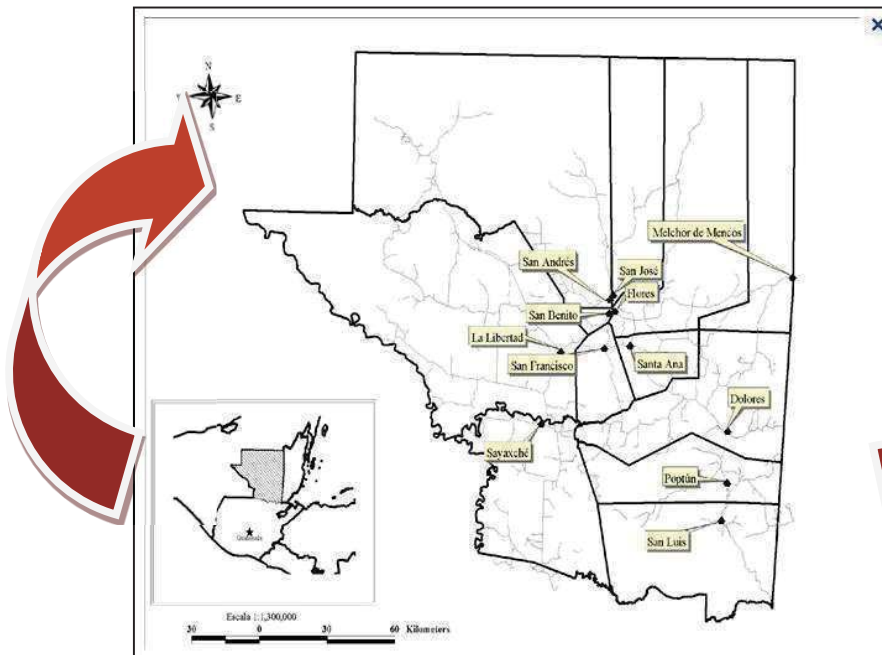 N
E
S
Melchor de Mencos
San Andrés
San José
Flores
San Benito
La Libertad
San Francisco
Santa Ana
Dolores
Sayaxché
Poptún
San Luis
Guatemala
Escala 1:1,300,000
30 0 30 60 Kilometers